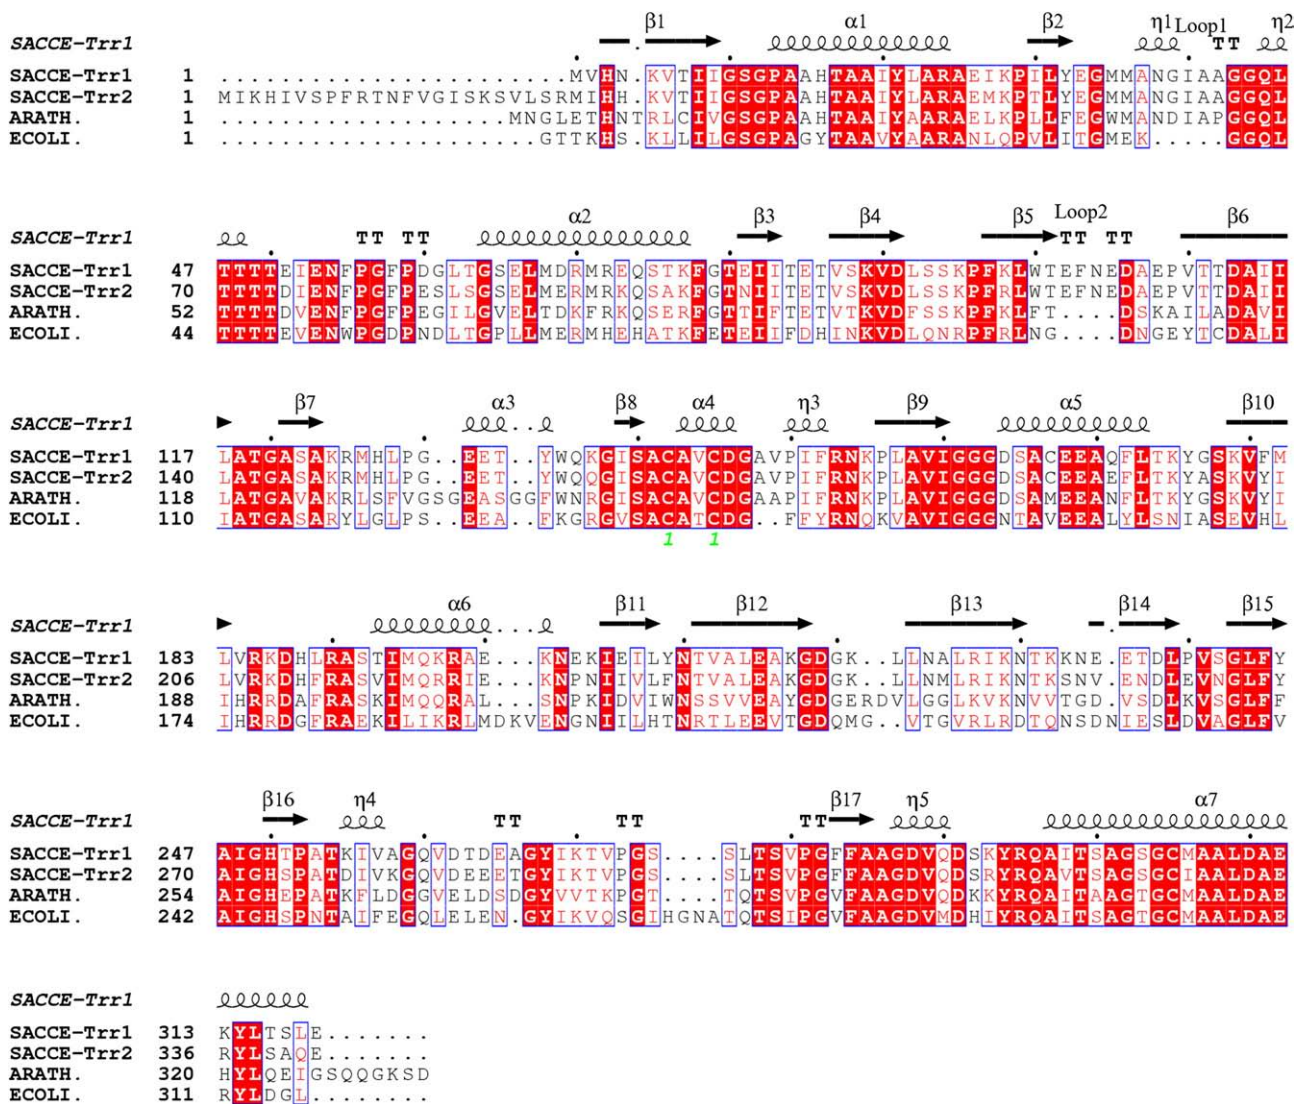 β1 α1 β2 η1 Loop1 η2
SACCE-Trr1 . TT
SACCE-Trr1 1 .......................MVHN.KVTIIGSGPAAHTAAIYLARAEIKPILYEGMMANGIAAGGQL
SACCE-Trr2 1 MIKHIVSPFRTNFVGISKSVLSRMIHH.KVTIIGSGPAAHTAAIYLARAEMKPTLYEGMMANGIAAGGQL
ARATH. 1 ...................MNGLETHNTRLCIVGSGPAAHTAAIYAARAELKPLLFEGWMANDIAPGGQL
ECOLI. 1 .....................GTTKHS.KLLILGSGPAGYTAAVYAARANLQPVLITGMEK.....GGQL
α2 β3 β4 β5 Loop2 β6
SACCE-Trr1 TT TT TT TT
SACCE-Trr1 47 TTTTEIENFPGFPDGLTGSELMDRMREQSTKFGTEIITETVSKVDLSSKPFKLWTEFNEDAEPVTTDAII
SACCE-Trr2 70 TTTTDIENFPGFPESLSGSELMERMRKQSAKFGTNIITETVSKVDLSSKPFRLWTEFNEDAEPVTTDAII
ARATH. 52 TTTTDVENFPGFPEGILGVELTDKFRKQSERFGTTIFTETVTKVDFSSKPFKLFT....DSKAILADAVI
ECOLI. 44 TTTTEVENWPGDPNDLTGPLLMERMHEHATKFETEIIFDHINKVDLQNRPFRLNG....DNGEYTCDALI
β7 α3 β8 α4 η3 β9 α5 β10
SACCE-Trr1 ..
SACCE-Trr1 117 LATGASAKRMHLPG..EET..YWQKGISACAVCDGAVPIFRNKPLAVIGGGDSACEEAQFLTKYGSKVFM
SACCE-Trr2 140 LATGASAKRMHLPG..EET..YWQKGISACAVCDGAVPIFRNKPLAVIGGGDSACEEAEFLTKYASKVYI
ARATH. 118 LATGAVAKRLSFVGSGEASGGFWNRGISACAVCDGAAPIFRNKPLAVIGGGDSAMEEANFLTKYGSKVYI
ECOLI. 110 IATGASARYLGLPS..EEA..FKGRGVSACATCDG..FFYRNQKVAVIGGGNTAVEEALYLSNIASEVHL
1 1
α6 β11 β12 β13 β14 β15
SACCE-Trr1 ... .
SACCE-Trr1 183 LVRKDHLRASTIMQKRAE...KNEKIEILYNTVALEAKGDGK..LLNALRIKNTKKNE.ETDLPVSGLFY
SACCE-Trr2 206 LVRKDHFRASVIMQRRIE...KNPNIIVLFNTVALEAKGDGK..LLNMLRIKNTKSNV.ENDLEVNGLFY
ARATH. 188 IHRRDAFRASKIMQQRAL...SNPKIDVIWNSSVVEAYGDGERDVLGGLKVKNVVTGD.VSDLKVSGLFF
ECOLI. 174 IHRRDGFRAEKILIKRLMDKVENGNIILHTNRTLEEVTGDQMG..VTGVRLRDTQNSDNIESLDVAGLFV
β16 η4 β17 η5 α7
SACCE-Trr1 TT TT TT
SACCE-Trr1 247 AIGHTPATKIVAGQVDTDEAGYIKTVPGS....SLTSVPGFFAAGDVQDSKYRQAITSAGSGCMAALDAE
SACCE-Trr2 270 AIGHSPATDIVKGQVDEEETGYIKTVPGS....SLTSVPGFFAAGDVQDSRYRQAVTSAGSGCIAALDAE
ARATH. 254 AIGHEPATKFLDGGVELDSDGYVVTKPGT....TQTSVPGVFAAGDVQDKKYRQAITAAGTGCMAALDAE
ECOLI. 242 AIGHSPNTAIFEGQLELEN.GYIKVQSGIHGNATQTSIPGVFAAGDVMDHIYRQAITSAGTGCMAALDAE
SACCE-Trr1
SACCE-Trr1 313 KYLTSLE.......
SACCE-Trr2 336 RYLSAQE.......
ARATH. 320 HYLQEIGSQQGKSD
ECOLI. 311 RYLDGL........